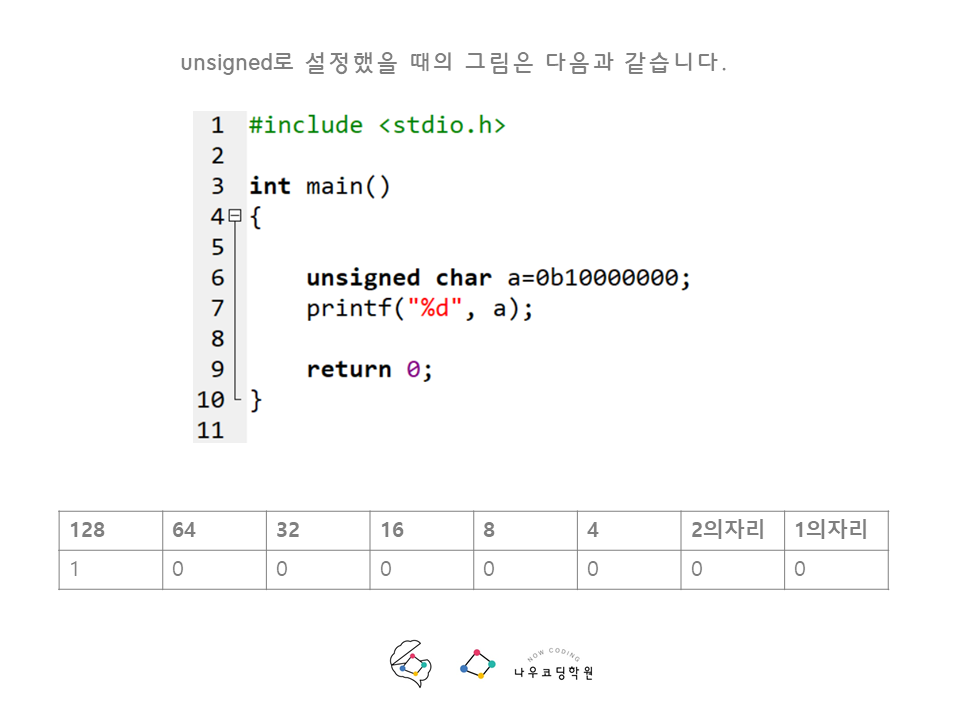 unsigned로 설정했을 때의 그림은 다음과 같습니다.
1 #include <stdio.h>
2
3 int main()
4 {
5
6 unsigned char a=0b10000000;
7 printf("%d", a);
8
9 return 0;
10 }
11
128 64 32 16 8 4 2의자리 1의자리
1 0 0 0 0 0 0 0
NOW CODING
나우코딩학원